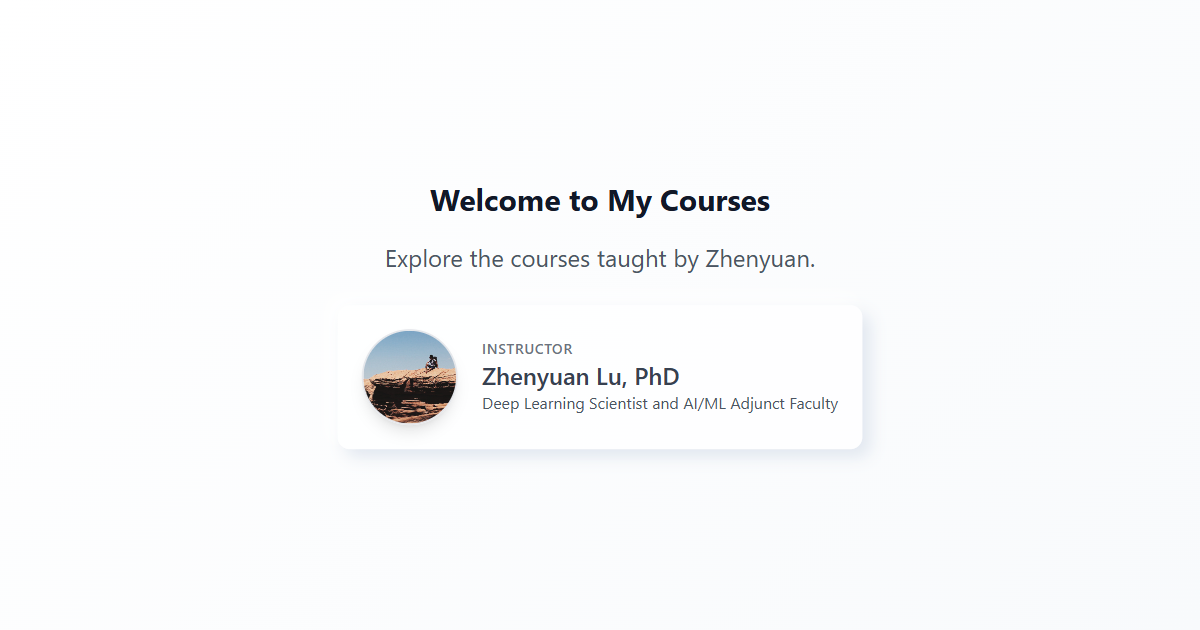 Welcome to My Courses
Explore the courses taught by Zhenyuan.
INSTRUCTOR
Zhenyuan Lu, PhD
Deep Learning Scientist and AI/ML Adjunct Faculty